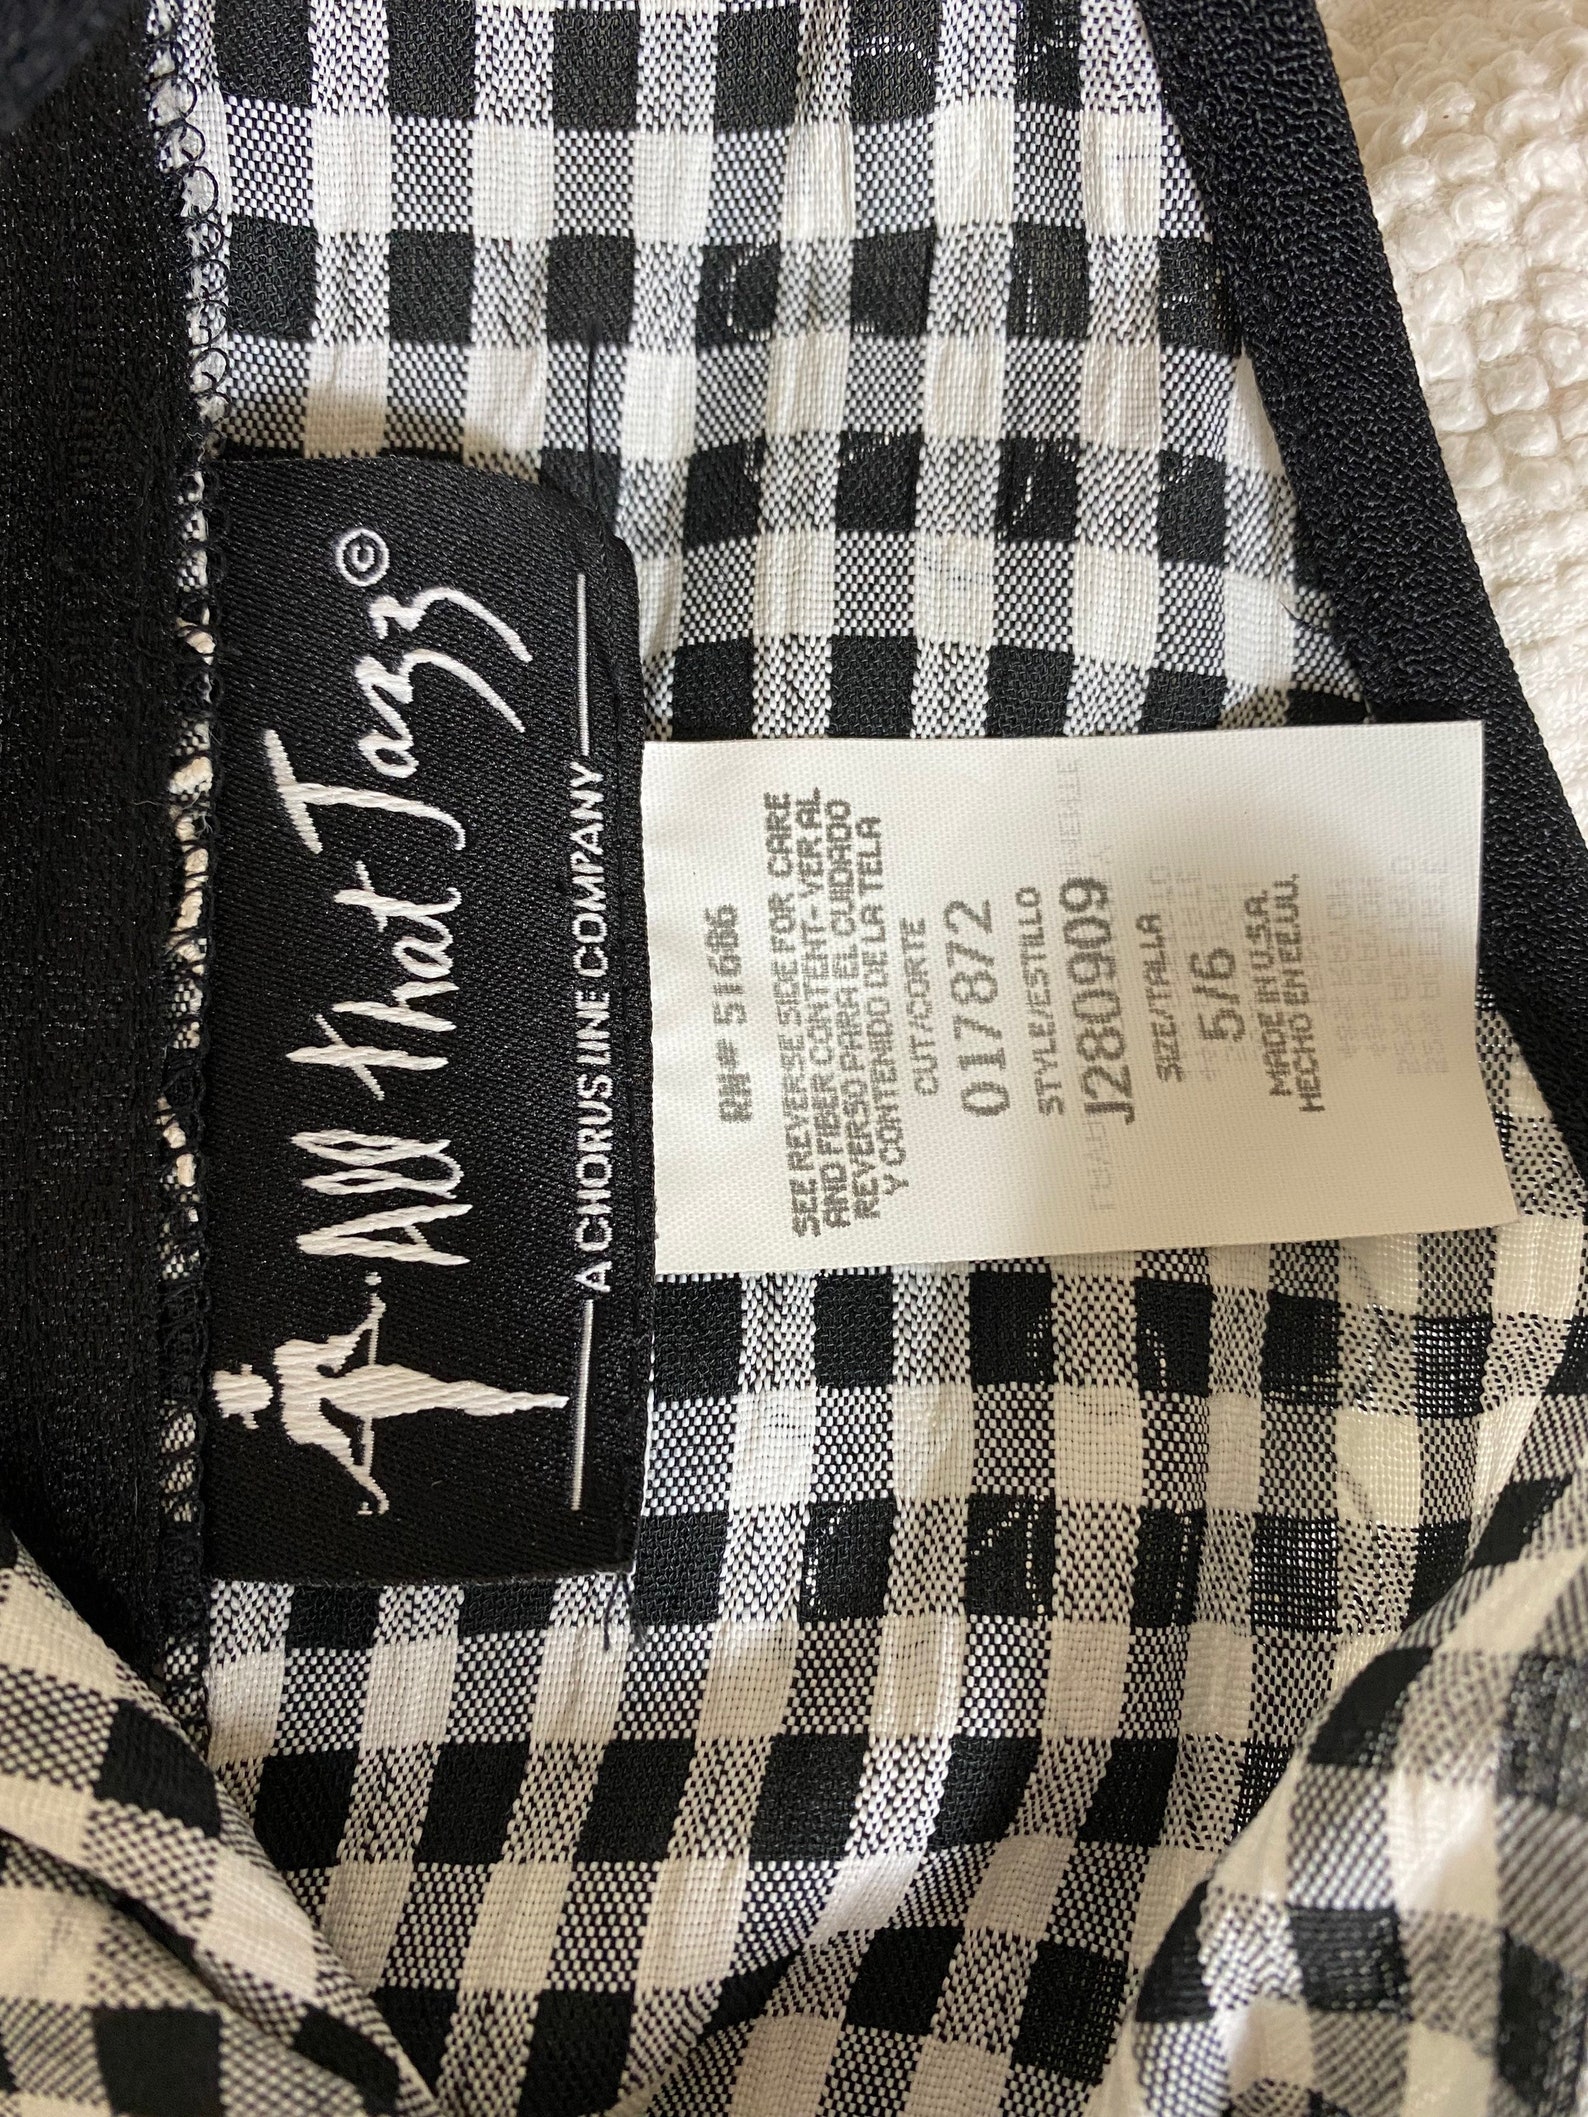 All That Jazz ©
A CHORUS LINE COMPANY
RN# 51686
SEE REVERSE SIDE FOR CARE
AND FIBER CONTENT- VER AL
REVERSO PARA EL CUIDADO
Y CONTENIDO DE LA TELA
CUT/CORTE
017872
STYLE/ESTILLO
J280909
SIZE/TALLA
5/6
MADE IN U.S.A.
HECHO EN EE.UU.